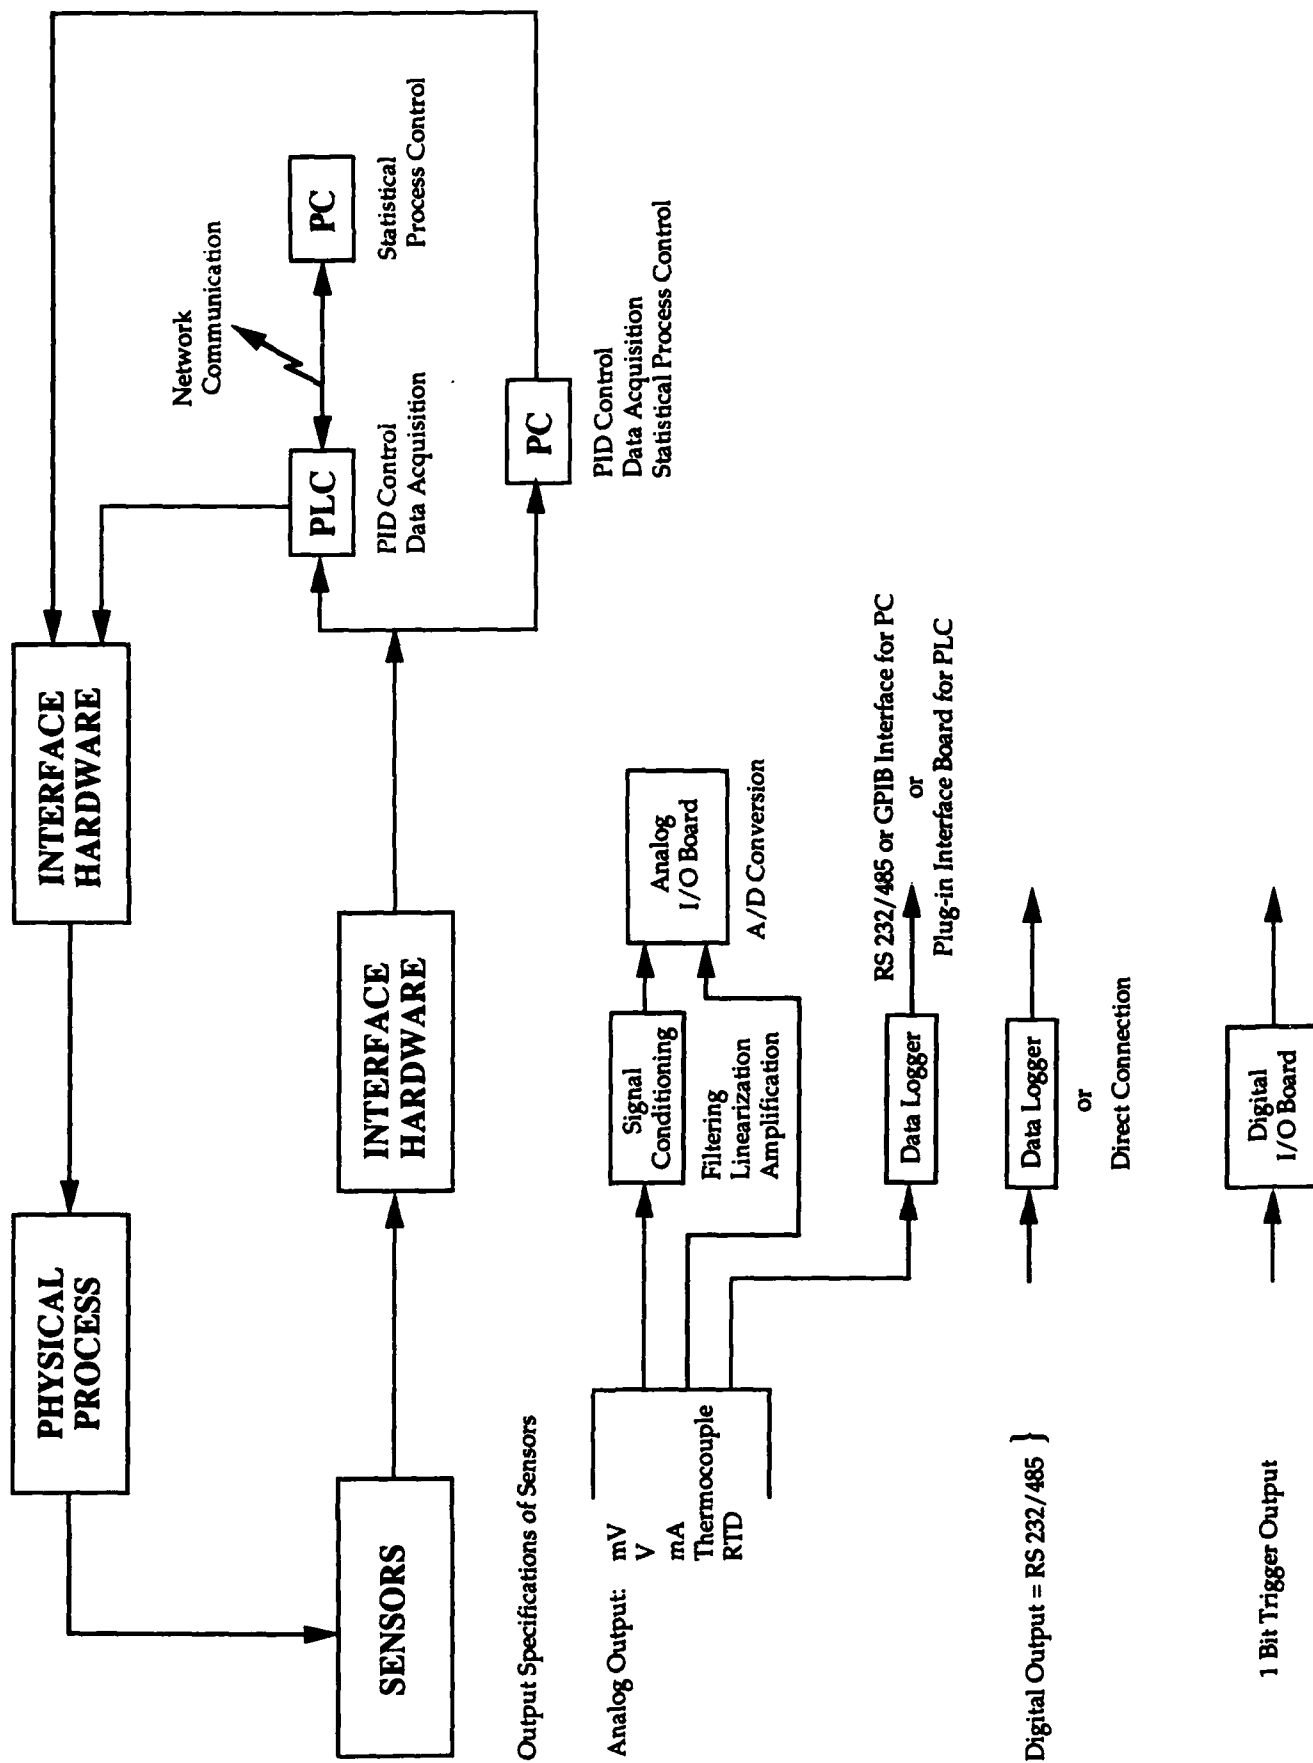 PHYSICAL
PROCESS
INTERFACE
HARDWARE
SENSORS
INTERFACE
HARDWARE
PLC
PID Control
Data Acquisition
Network
Communication
PC
Statistical
Process Control
PC
PID Control
Data Acquisition
Statistical Process Control
Output Specifications of Sensors
Analog Output:
mV
V
mA
Thermocouple
RTD
Signal
Conditioning
Filtering
Linearization
Amplification
Analog
I/O Board
A/D Conversion
Data Logger
RS 232/485 or GPIB Interface for PC
or
Plug-in Interface Board for PLC
Digital Output = RS 232/485 }
Data Logger
or
Direct Connection
1 Bit Trigger Output
Digital
I/O Board